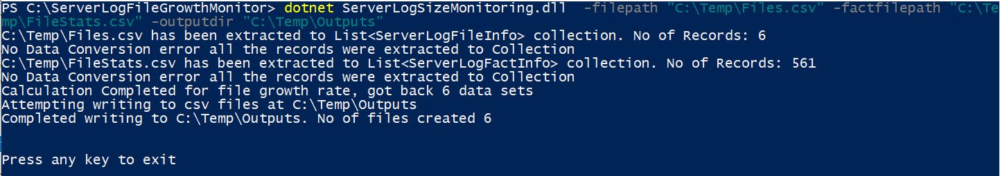 PS C:\ServerLogFileGrowthMonitor> dotnet ServerLogSizeMonitoring.dll  -filepath "C:\Temp\Files.csv" -factfilepath "C:\Te
mp\FileStats.csv" -outputdir "C:\Temp\Outputs"
C:\Temp\Files.csv has been extracted to List<ServerLogFileInfo> collection. No of Records: 6
No Data Conversion error all the records were extracted to Collection
C:\Temp\FileStats.csv has been extracted to List<ServerLogFactInfo> collection. No of Records: 561
No Data Conversion error all the records were extracted to Collection
Calculation Completed for file growth rate, got back 6 data sets
Attempting writing to csv files at C:\Temp\Outputs
Completed writing to C:\Temp\Outputs. No of files created 6
Press any key to exit